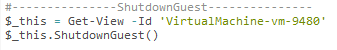 #---------------ShutdownGuest---------------
$_this = Get-View -Id 'VirtualMachine-vm-9480'
$_this.ShutdownGuest()